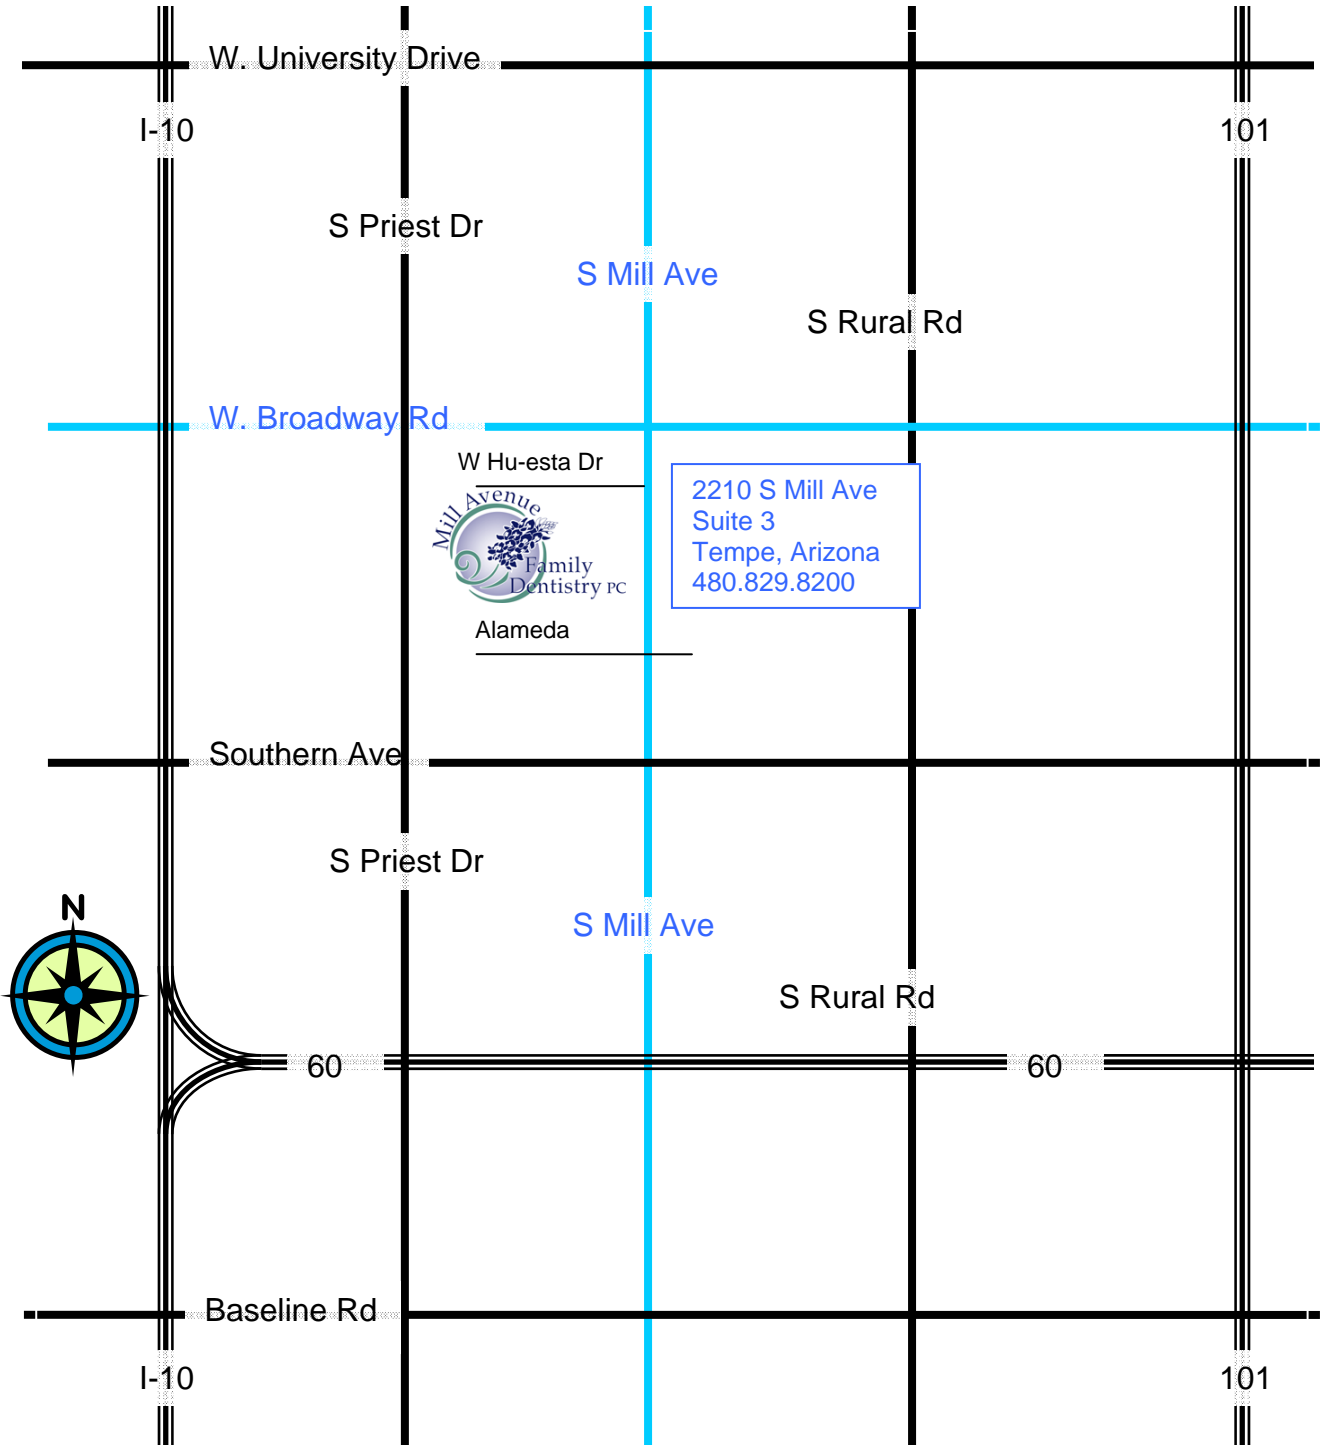 W. University Drive
I-10
101
S Priest Dr
S Mill Ave
S Rural Rd
W. Broadway Rd
W Hu-esta Dr
Mill Avenue
Family
Dentistry PC
2210 S Mill Ave
Suite 3
Tempe, Arizona
480.829.8200
Alameda
Southern Ave
S Priest Dr
N
S Mill Ave
S Rural Rd
60
60
Baseline Rd
I-10
101